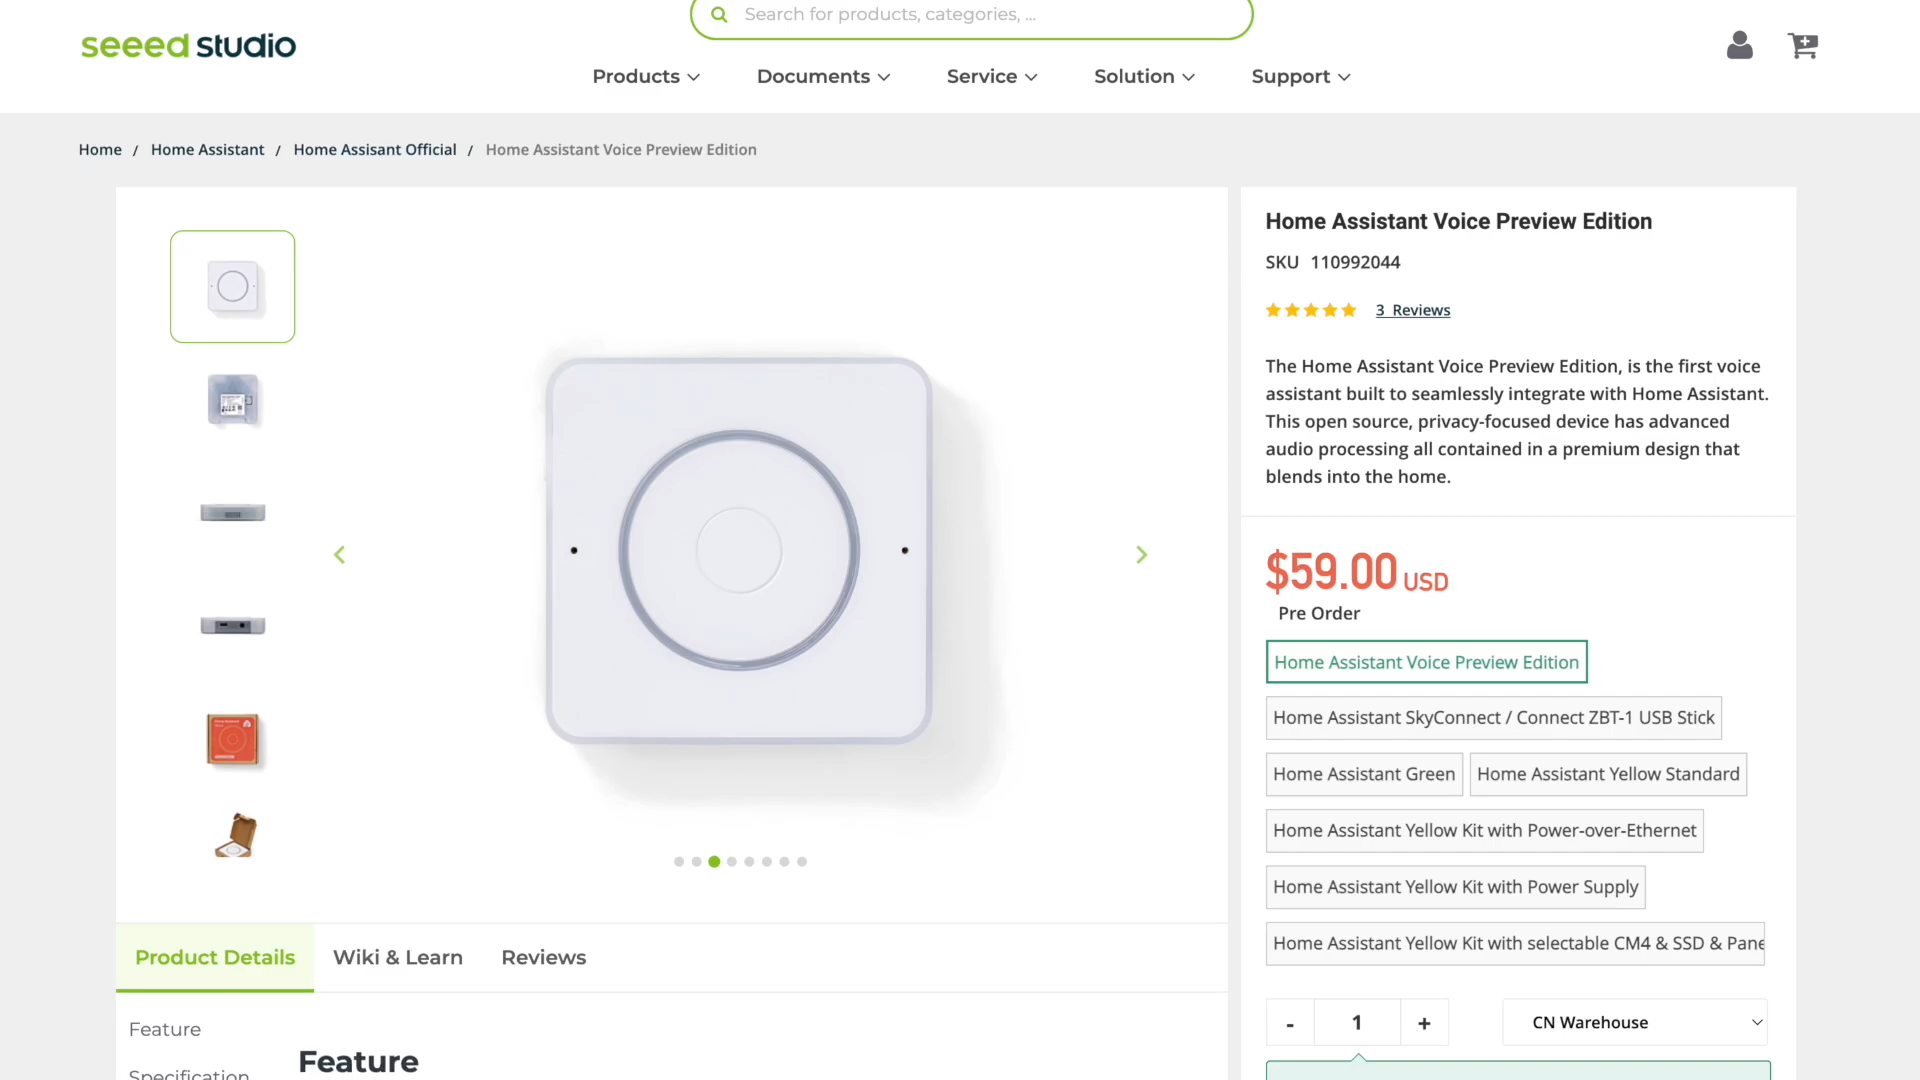 Search for products, categories, ...
seeed studio
Products
Documents
Service
Solution
Support
Home / Home Assistant / Home Assisant Official / Home Assistant Voice Preview Edition
Home Assistant Voice Preview Edition
SKU 110992044
3 Reviews
The Home Assistant Voice Preview Edition, is the first voice
assistant built to seamlessly integrate with Home Assistant.
This open source, privacy-focused device has advanced
audio processing all contained in a premium design that
blends into the home.
$59.00 USD
Pre Order
Home Assistant Voice Preview Edition
Home Assistant SkyConnect / Connect ZBT-1 USB Stick
Home Assistant Green
Home Assistant Yellow Standard
Home Assistant Yellow Kit with Power-over-Ethernet
Home Assistant Yellow Kit with Power Supply
Home Assistant Yellow Kit with selectable CM4 & SSD & Pane
- 1 +
CN Warehouse
Product Details
Wiki & Learn
Reviews
Feature
Feature
Specification